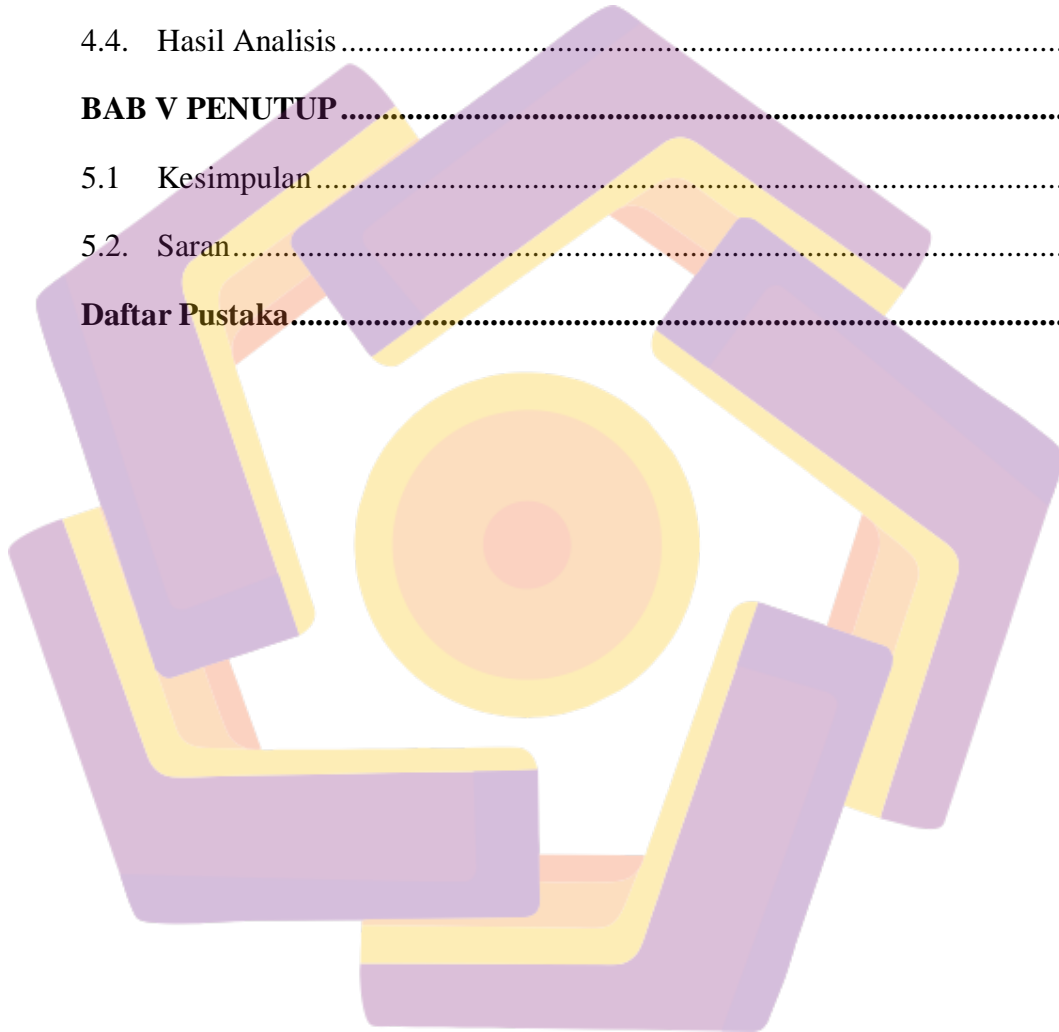 4.4. Hasil Analisis........................................................................................................
BAB V PENUTUP........................................................................................................
5.1 Kesimpulan........................................................................................................
5.2. Saran........................................................................................................
Daftar Pustaka........................................................................................................